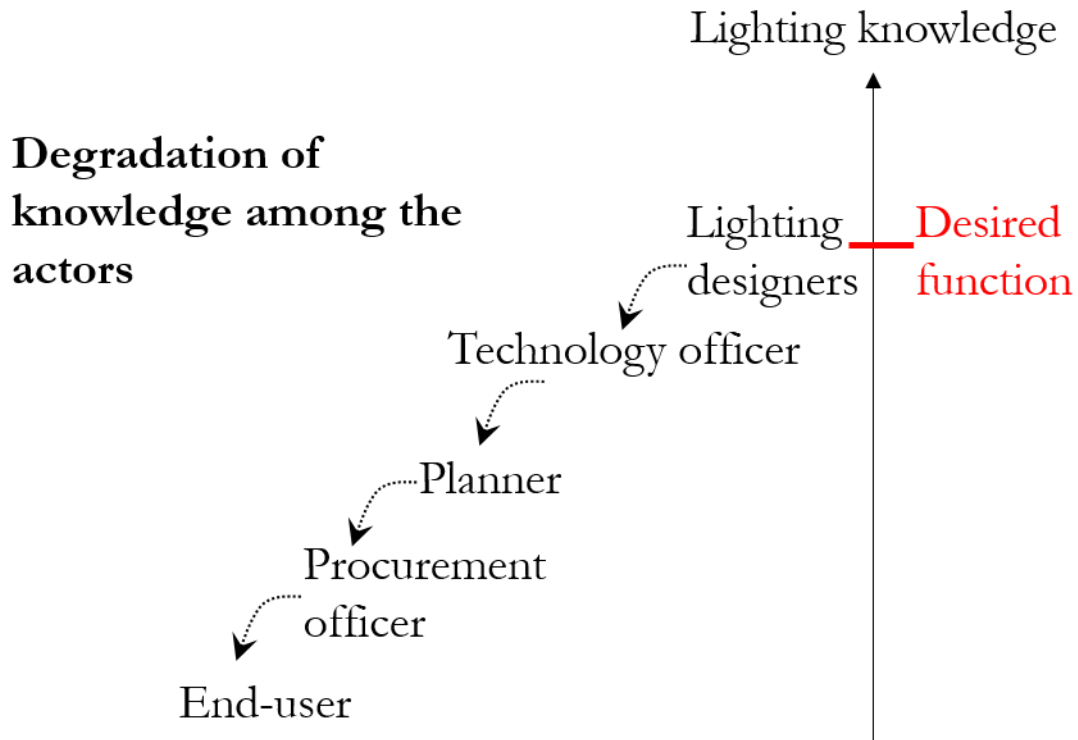 Lighting knowledge
Degradation of
knowledge among the
actors
Lighting
designers
Desired
function
Technology officer
Planner
Procurement
officer
End-user